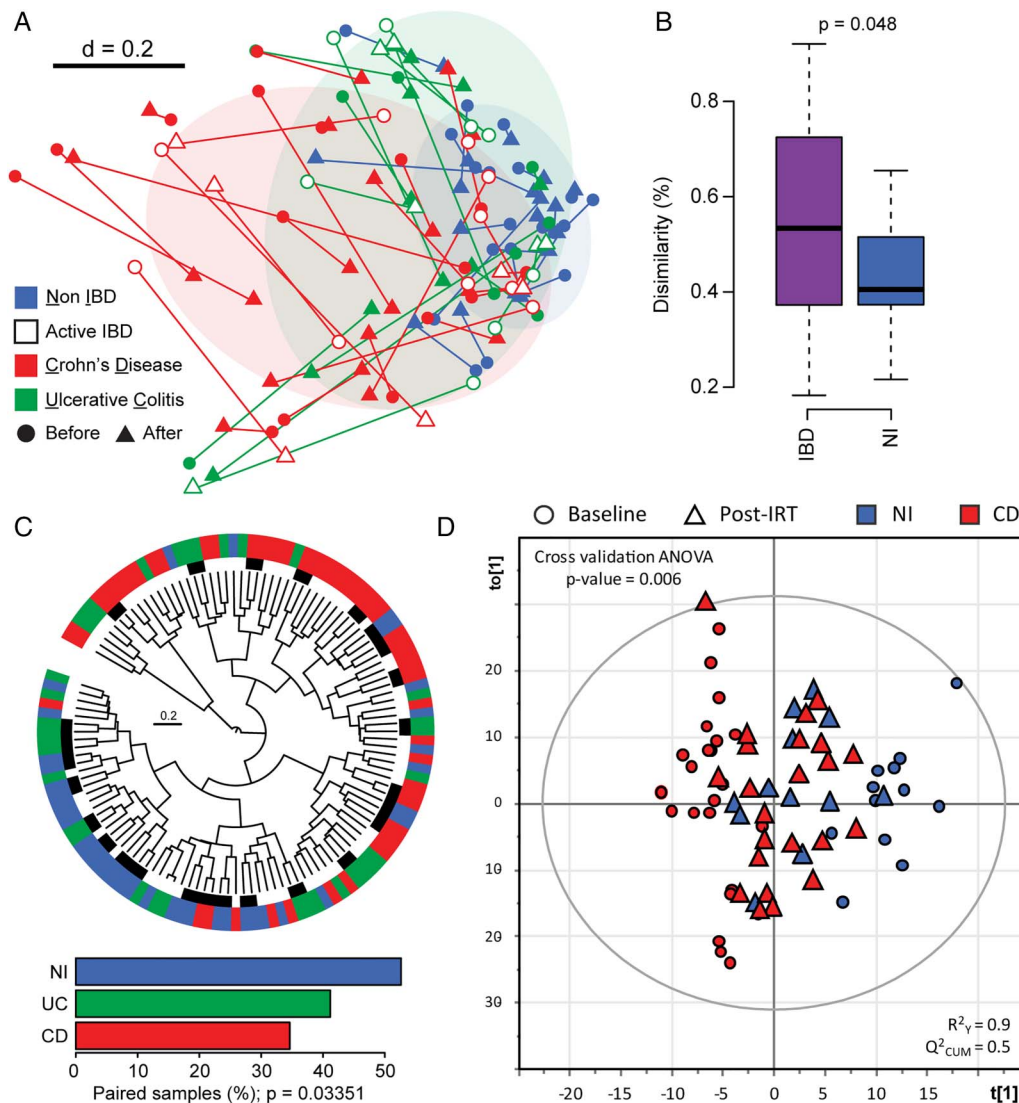 A
d = 0.2
Non IBD
Active IBD
Crohn's Disease
Ulcerative Colitis
Before
After
B
p = 0.048
Disimilarity (%)
0.8
0.6
0.4
0.2
IBD
NI
C
0.2
NI
UC
CD
0 10 20 30 40 50
Paired samples (%); p = 0.03351
D
Baseline
Post-IRT
NI
CD
Cross validation ANOVA
p-value = 0.006
to[1]
20
10
0
10
20
30
R²Y = 0.9
Q²CUM = 0.5
-25 -20 -15 -10 -5 0 5 10 15 t[1]